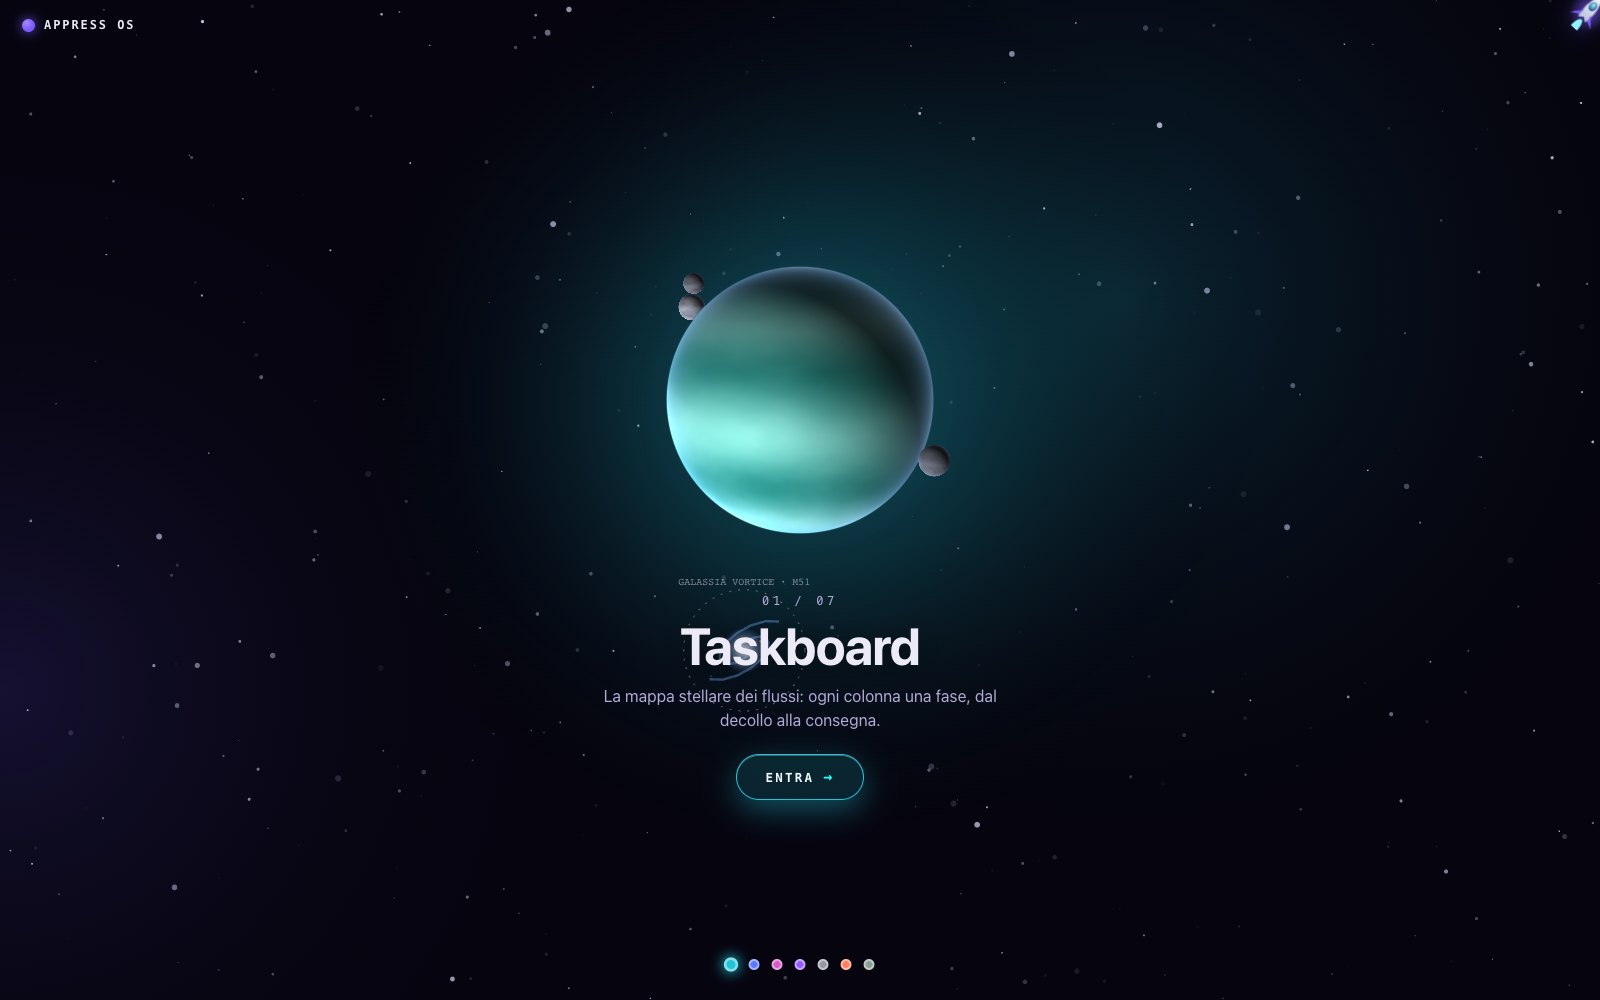 APPRESS OS
GALASSIA VORTICE · M51
01 / 07
Taskboard
La mappa stellare dei flussi: ogni colonna una fase, dal
decollo alla consegna.
ENTRA →